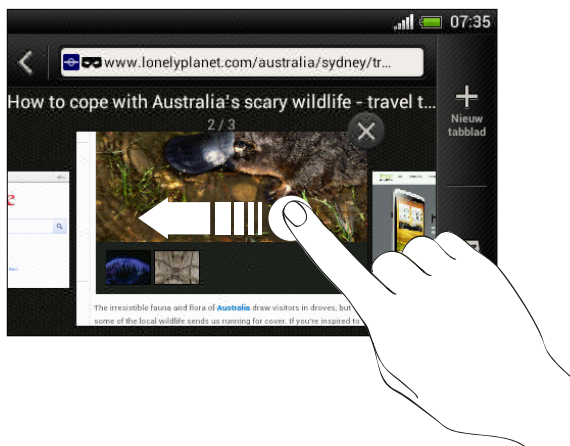 07:35
www.lonelyplanet.com/australia/sydney/tr...
How to cope with Australia's scary wildlife - travel t...
2 / 3
Nieuw
tabblad
The irresistible fauna and flora of Australia draw visitors in droves, but
some of the local wildlife sends us running for cover. If you're inspired to